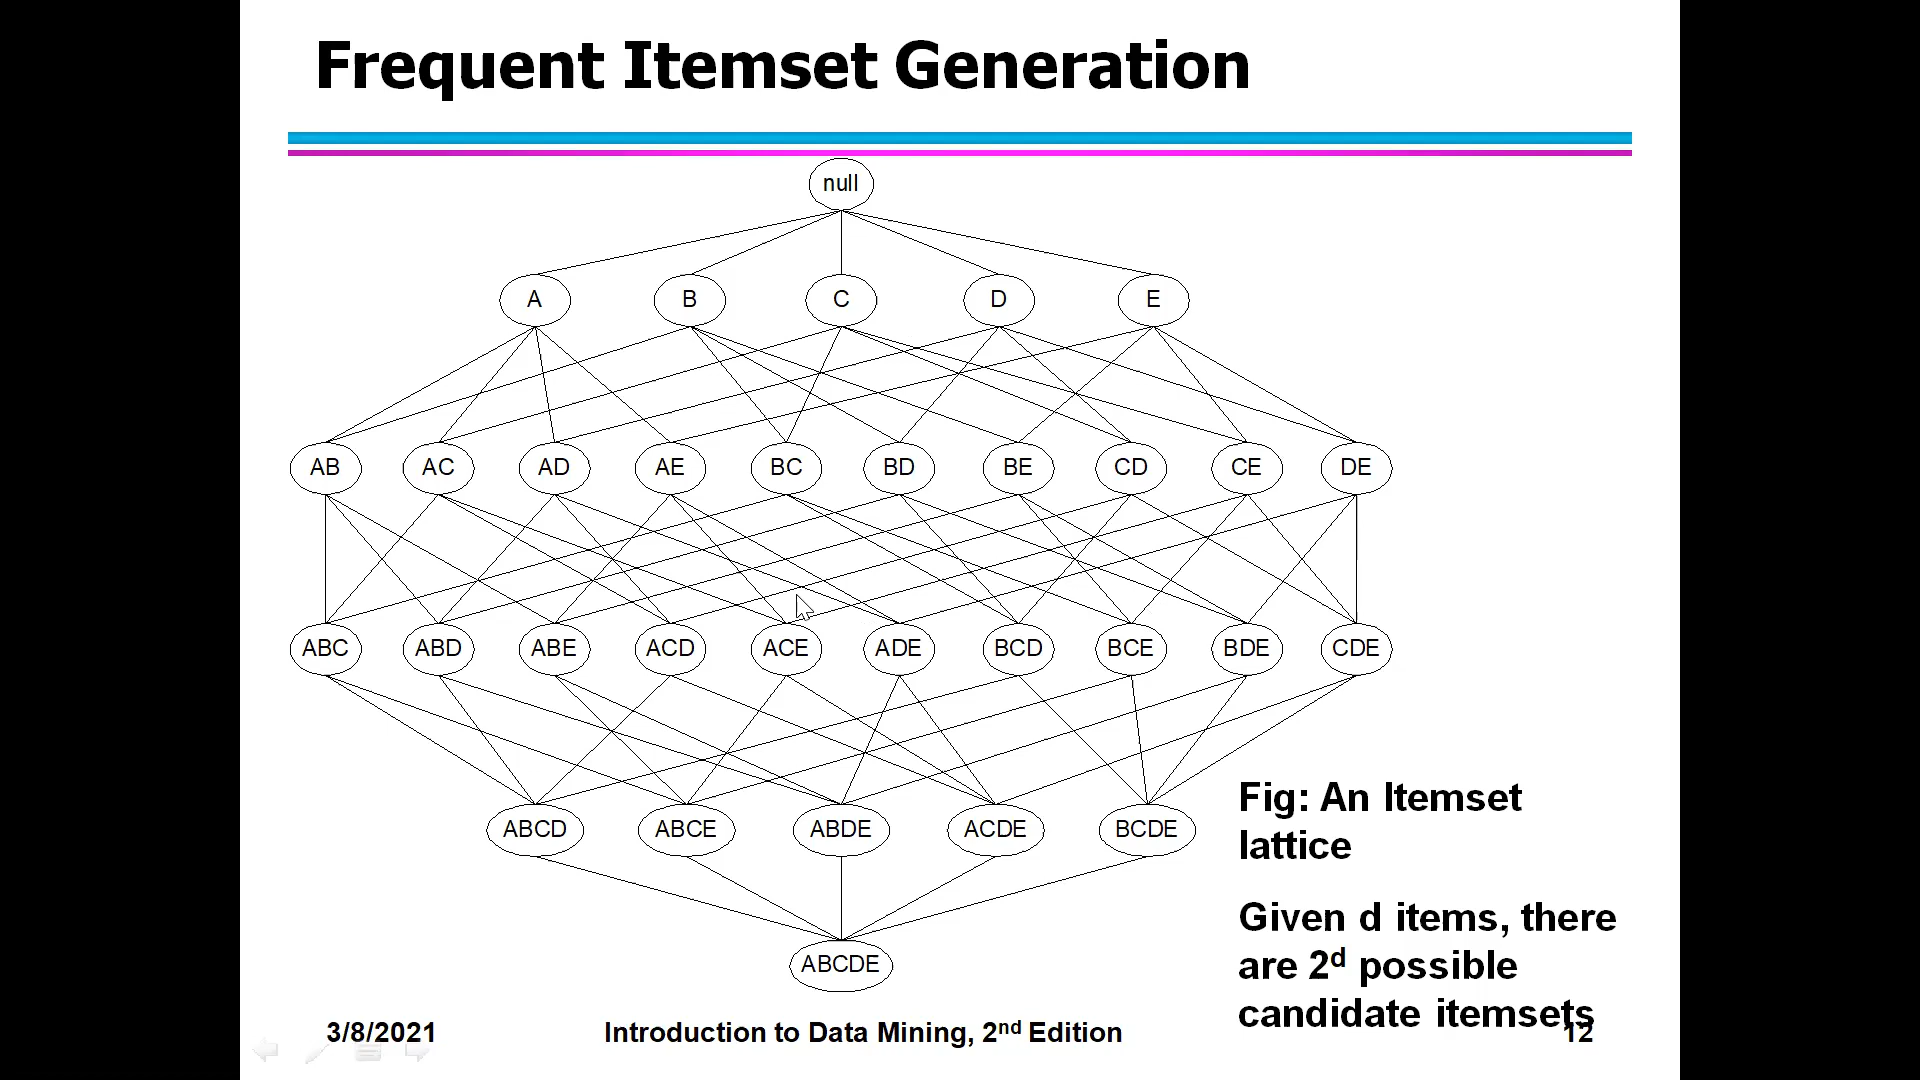 Frequent Itemset Generation
null
A B C D E
AB AC AD AE BC BD BE CD CE DE
ABC ABD ABE ACD ACE ADE BCD BCE BDE CDE
ABCD ABCE ABDE ACDE BCDE
ABCDE
Fig: An Itemset
lattice
Given d items, there
are 2ᵈ possible
candidate itemsets
3/8/2021 Introduction to Data Mining, 2ⁿᵈ Edition 12